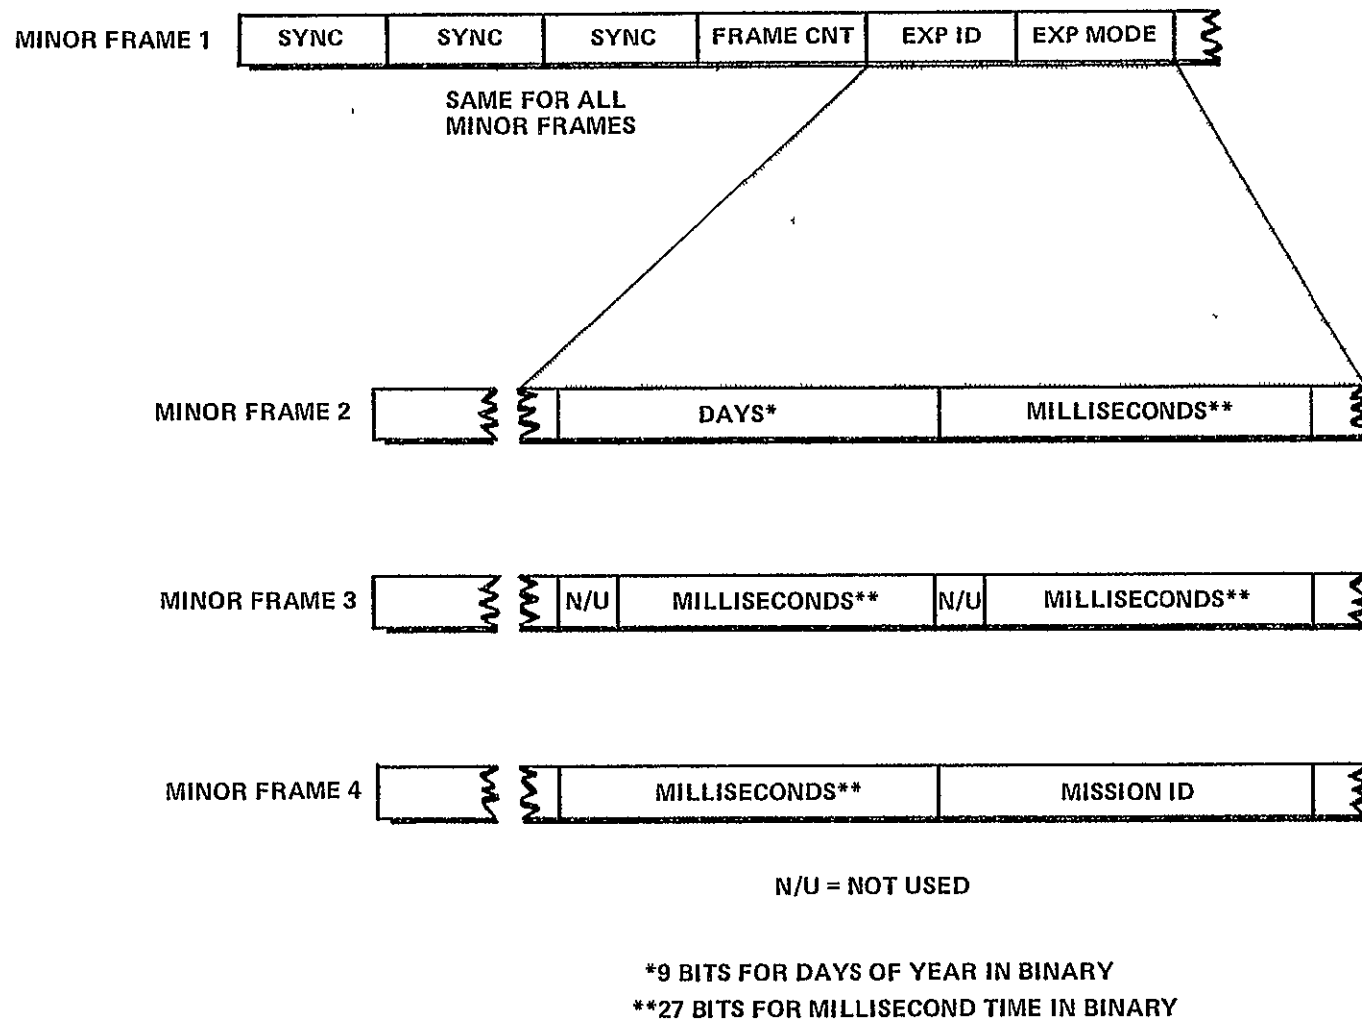 MINOR FRAME 1 SYNC SYNC SYNC FRAME CNT EXP ID EXP MODE
SAME FOR ALL
MINOR FRAMES
MINOR FRAME 2 DAYS* MILLISECONDS**
MINOR FRAME 3 N/U MILLISECONDS** N/U MILLISECONDS**
MINOR FRAME 4 MILLISECONDS** MISSION ID
N/U = NOT USED
*9 BITS FOR DAYS OF YEAR IN BINARY
**27 BITS FOR MILLISECOND TIME IN BINARY